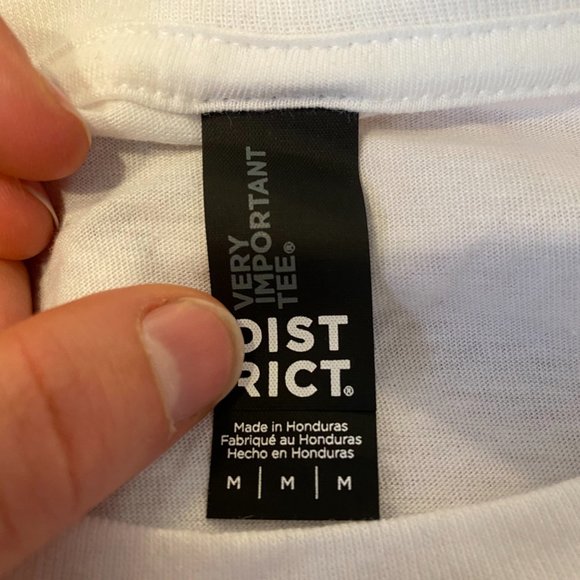 VERY
IMPORTANT
TEE®
DIST
RICT®
Made in Honduras
Fabriqué au Honduras
Hecho en Honduras
M | M | M